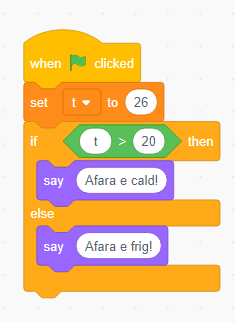 when clicked
set t to 26
if t > 20 then
say Afara e cald!
else
say Afara e frig!